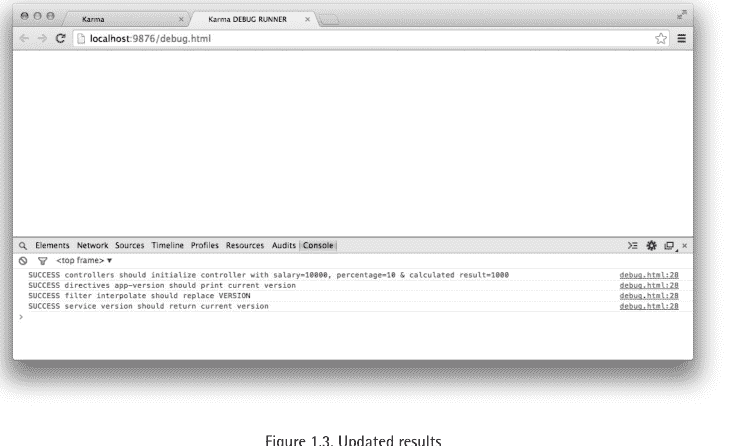 Karma
Karma DEBUG RUNNER
localhost:9876/debug.html
Elements Network Sources Timeline Profiles Resources Audits Console
<top frame>
SUCCESS controllers should initialize controller with salary=10000, percentage=10 & calculated result=1000 debug.html:28
SUCCESS directives app-version should print current version debug.html:28
SUCCESS filter interpolate should replace VERSION debug.html:28
SUCCESS service version should return current version debug.html:28
>
Figure 1.3. Updated results